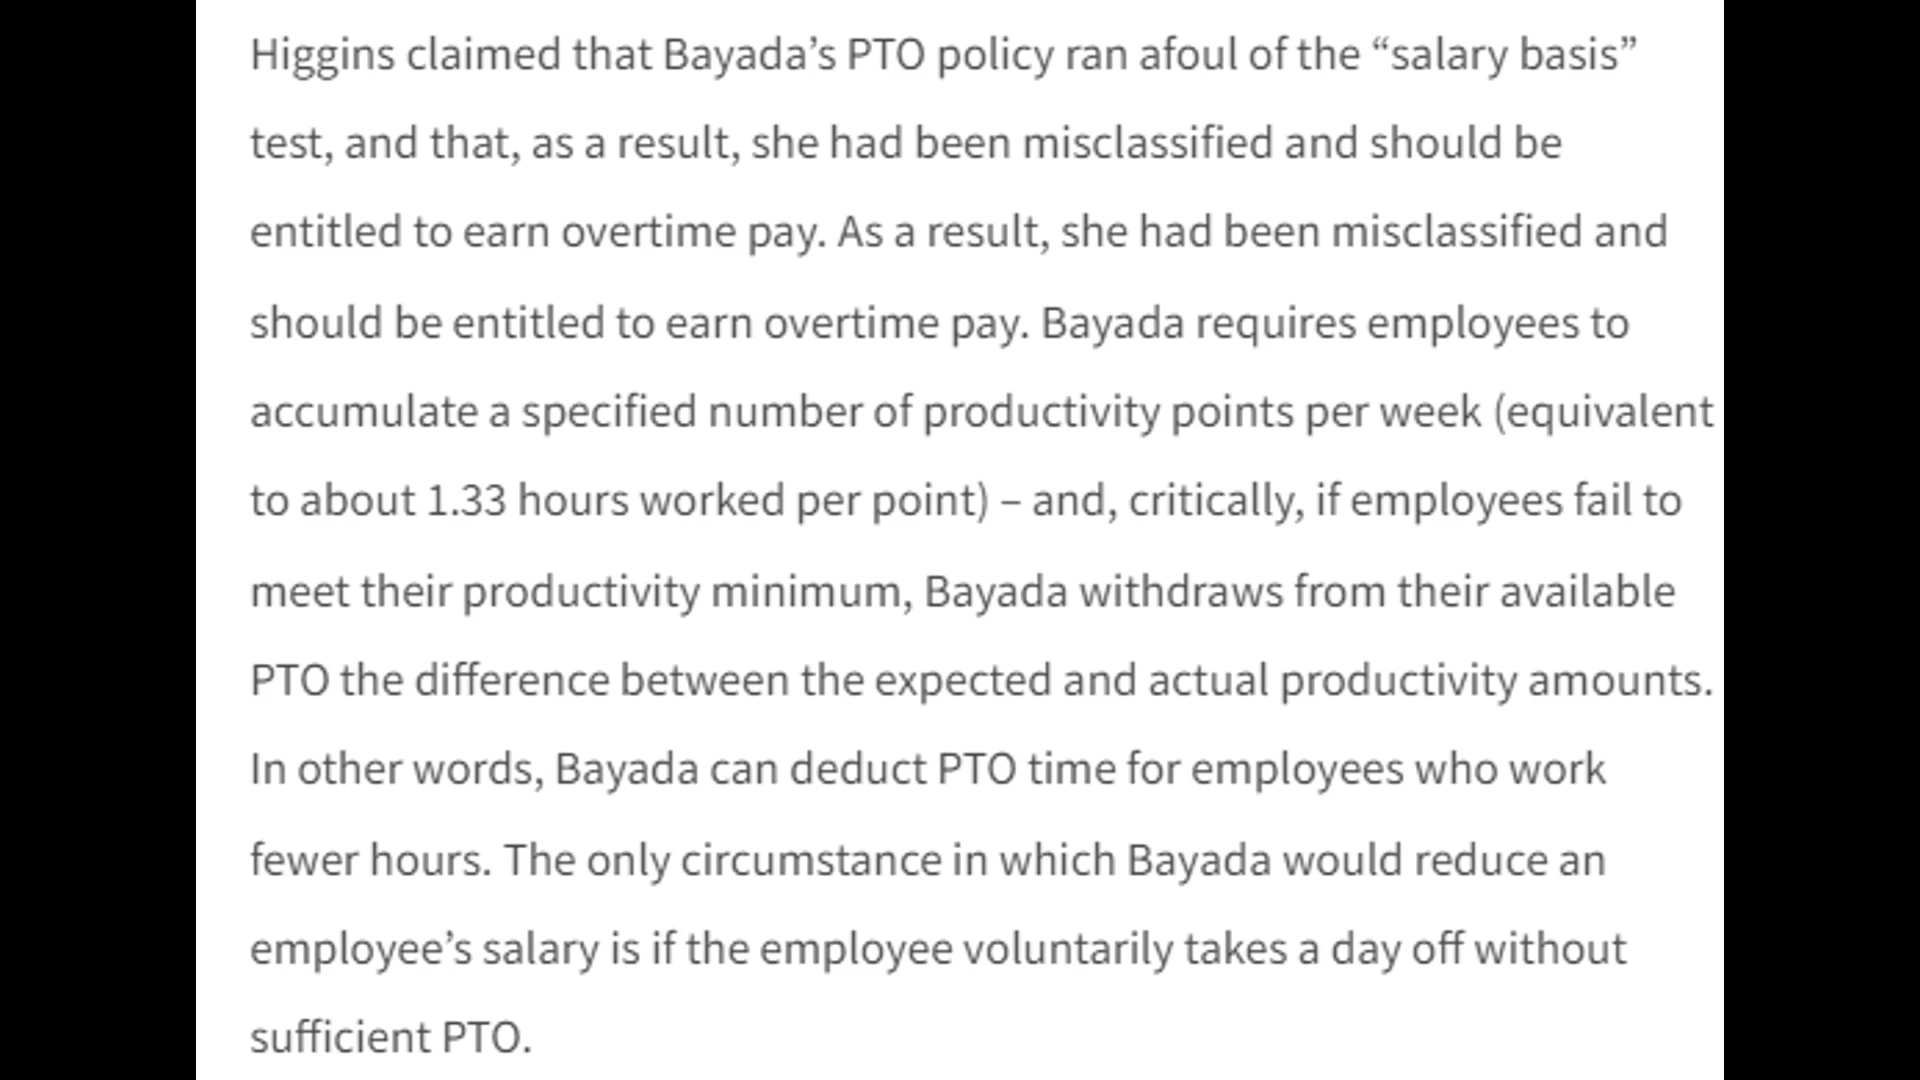 Higgins claimed that Bayada’s PTO policy ran afoul of the “salary basis”
test, and that, as a result, she had been misclassified and should be
entitled to earn overtime pay. As a result, she had been misclassified and
should be entitled to earn overtime pay. Bayada requires employees to
accumulate a specified number of productivity points per week (equivalent
to about 1.33 hours worked per point) – and, critically, if employees fail to
meet their productivity minimum, Bayada withdraws from their available
PTO the difference between the expected and actual productivity amounts.
In other words, Bayada can deduct PTO time for employees who work
fewer hours. The only circumstance in which Bayada would reduce an
employee’s salary is if the employee voluntarily takes a day off without
sufficient PTO.